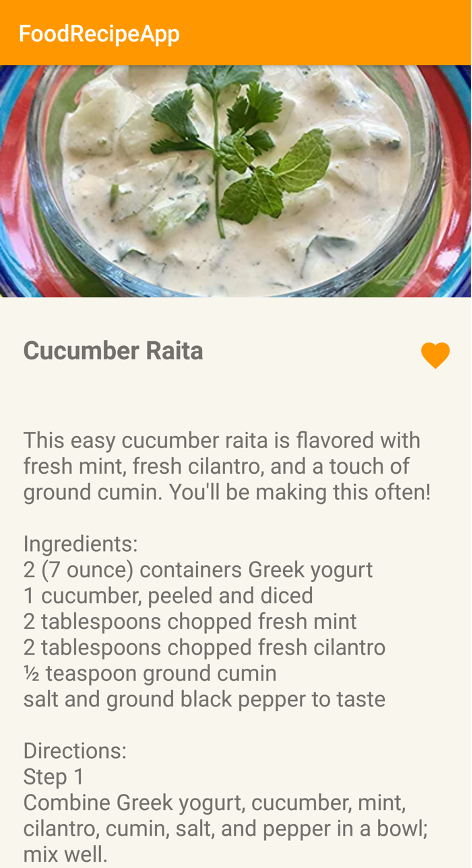 FoodRecipeApp
Cucumber Raita
This easy cucumber raita is flavored with
fresh mint, fresh cilantro, and a touch of
ground cumin. You'll be making this often!
Ingredients:
2 (7 ounce) containers Greek yogurt
1 cucumber, peeled and diced
2 tablespoons chopped fresh mint
2 tablespoons chopped fresh cilantro
½ teaspoon ground cumin
salt and ground black pepper to taste
Directions:
Step 1
Combine Greek yogurt, cucumber, mint,
cilantro, cumin, salt, and pepper in a bowl;
mix well.